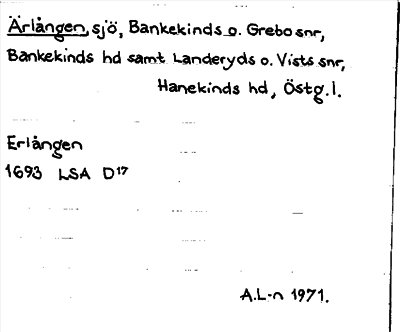 Ärlången, sjö, Bankekinds o. Grebo snr,
Bankekinds hd samt Landeryds o. Vists snr,
Hanekinds hd, Östg. l.
Erlången
1693 LSA D17
A.L-n 1971.